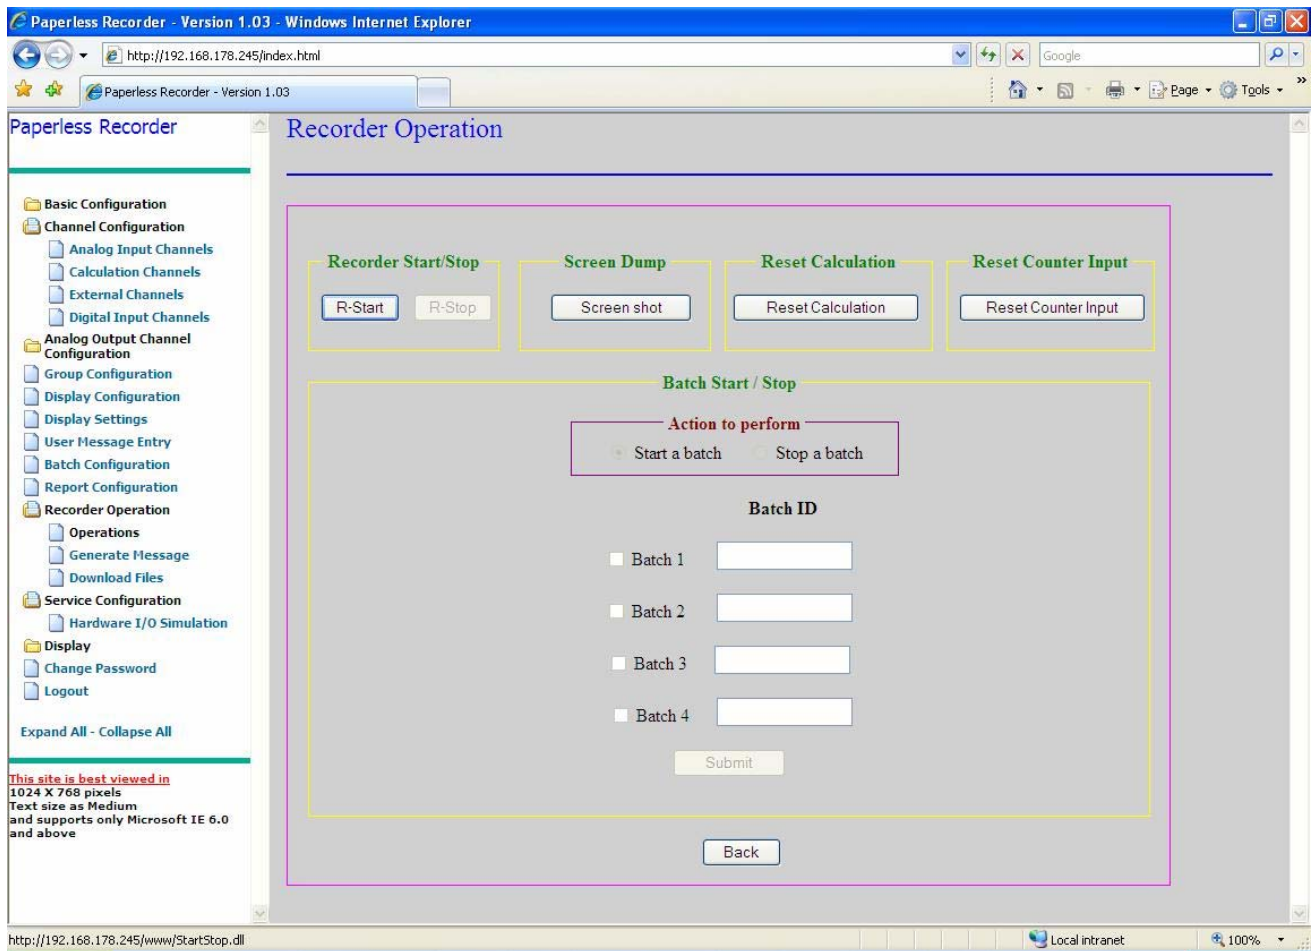 Paperless Recorder - Version 1.03 - Windows Internet Explorer
http://192.168.178.245/index.html
Google
Paperless Recorder - Version 1.03
Page
Tools
»
Paperless Recorder
Basic Configuration
Channel Configuration
Analog Input Channels
Calculation Channels
External Channels
Digital Input Channels
Analog Output Channel
Configuration
Group Configuration
Display Configuration
Display Settings
User Message Entry
Batch Configuration
Report Configuration
Recorder Operation
Operations
Generate Message
Download Files
Service Configuration
Hardware I/O Simulation
Display
Change Password
Logout
Expand All - Collapse All
This site is best viewed in
1024 X 768 pixels
Text size as Medium
and supports only Microsoft IE 6.0
and above
Recorder Operation
Recorder Start/Stop
R-Start R-Stop
Screen Dump
Screen shot
Reset Calculation
Reset Calculation
Reset Counter Input
Reset Counter Input
Batch Start / Stop
Action to perform
Start a batch Stop a batch
Batch ID
Batch 1
Batch 2
Batch 3
Batch 4
Submit
Back
http://192.168.178.245/www/StartStop.dll
Local intranet
100%